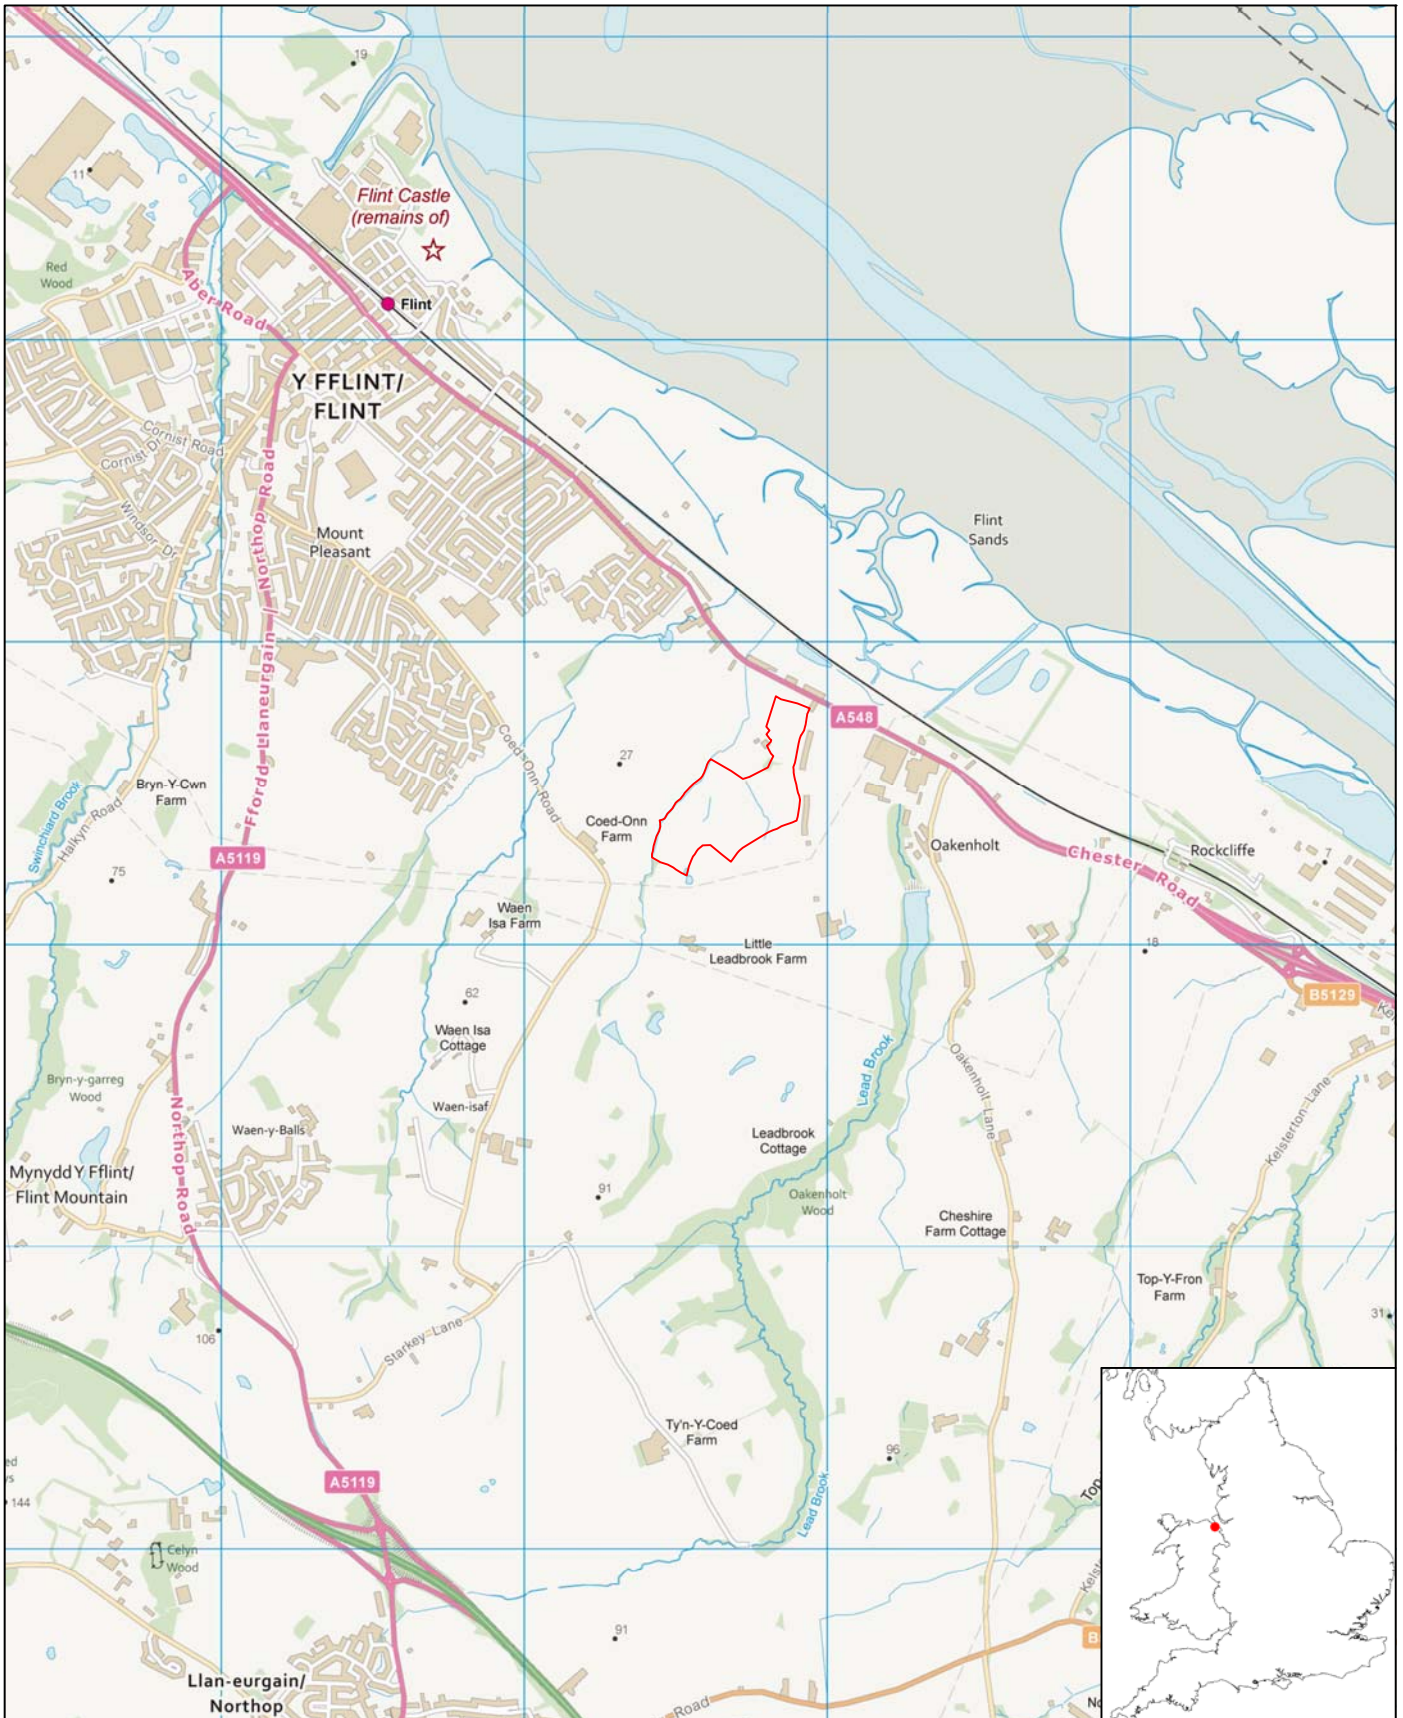 19
11
Flint Castle
(remains of)
Red
Wood
Flint
Aber Road
Y FFLINT/
FLINT
Cornist Road
Cornist Dr
Windsor Dr
Mount
Pleasant
Flint
Sands
Ffordd Llaneurgain / Northop Road
A548
Coed-Onn-Road
27
Bryn-Y-Cwn
Farm
Coed-Onn
Farm
Swinchiard Brook
Halkyn-Road
A5119
75
Oakenholt
Chester Road
Rockcliffe
7
Waen
Isa Farm
Little
Leadbrook Farm
18
B5129
62
Waen Isa
Cottage
Lead Brook
Oakenholt-Lane
Bryn-y-garreg
Wood
Waen-isaf
Kelsterton-Lane
Northop-Road
Waen-y-Balls
Leadbrook
Cottage
Mynydd Y Fflint/
Flint Mountain
91
Oakenholt
Wood
Cheshire
Farm Cottage
Top-Y-Fron
Farm
31
106
Starkey-Lane
Ty'n-Y-Coed
Farm
96
A5119
144
Top
Lead Brook
Celyn
Wood
91
B
Llan-eurgain/
Northop
Road